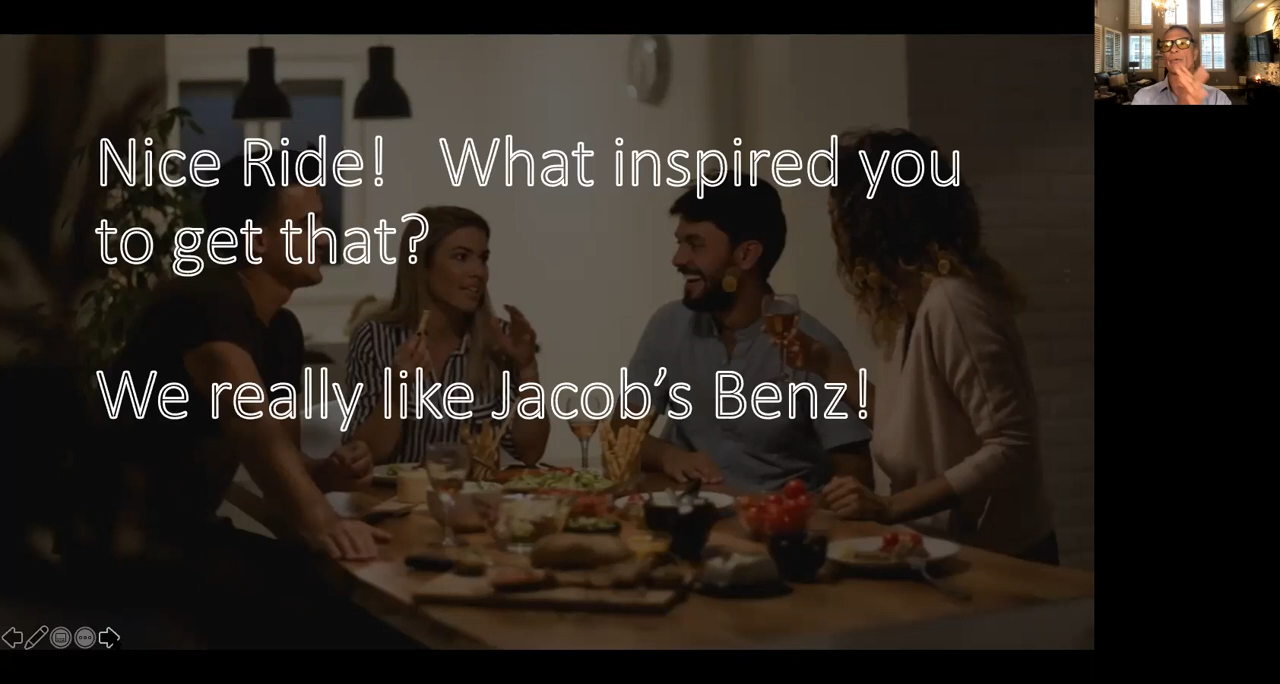 Nice Ride!   What inspired you
to get that?
We really like Jacob's Benz!